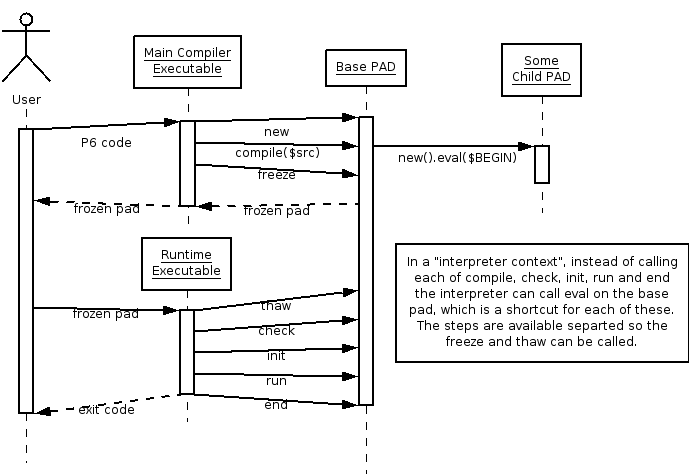 User
Main Compiler
Executable
Base PAD
Some
Child PAD
P6 code
new
compile($src)
freeze
new().eval($BEGIN)
frozen pad
frozen pad
Runtime
Executable
frozen pad
thaw
check
init
run
end
exit code
In a "interpreter context", instead of calling
each of compile, check, init, run and end
the interpreter can call eval on the base
pad, which is a shortcut for each of these.
The steps are available separted so the
freeze and thaw can be called.